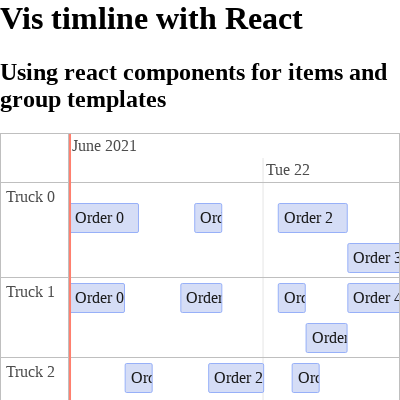 Vis timline with React
Using react components for items and
group templates
June 2021
Tue 22
Truck 0
Order 0
Orc
Order 2
Order 3
Truck 1
Order 0
Order
Orc
Order 4
Order
Truck 2
Orc
Order 2
Orc